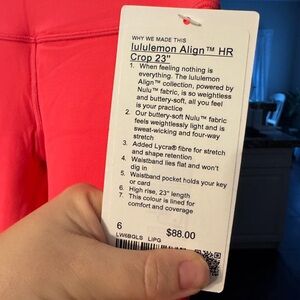 WHY WE MADE THIS
lululemon Align™ HR
Crop 23"
1. When feeling nothing is
everything. The lululemon
Align™ collection, powered by
Nulu™ fabric, is so weightless
and buttery-soft, all you feel
is your practice
2. Our buttery-soft Nulu™ fabric
feels weightlessly light and is
sweat-wicking and four-way
stretch
3. Added Lycra® fibre for stretch
and shape retention
4. Waistband lies flat and won't
dig in
5. Waistband pocket holds your key
or card
6. High rise, 23" length
7. This colour is lined for
comfort and coverage
6 $88.00
LW6BGLS LIPG